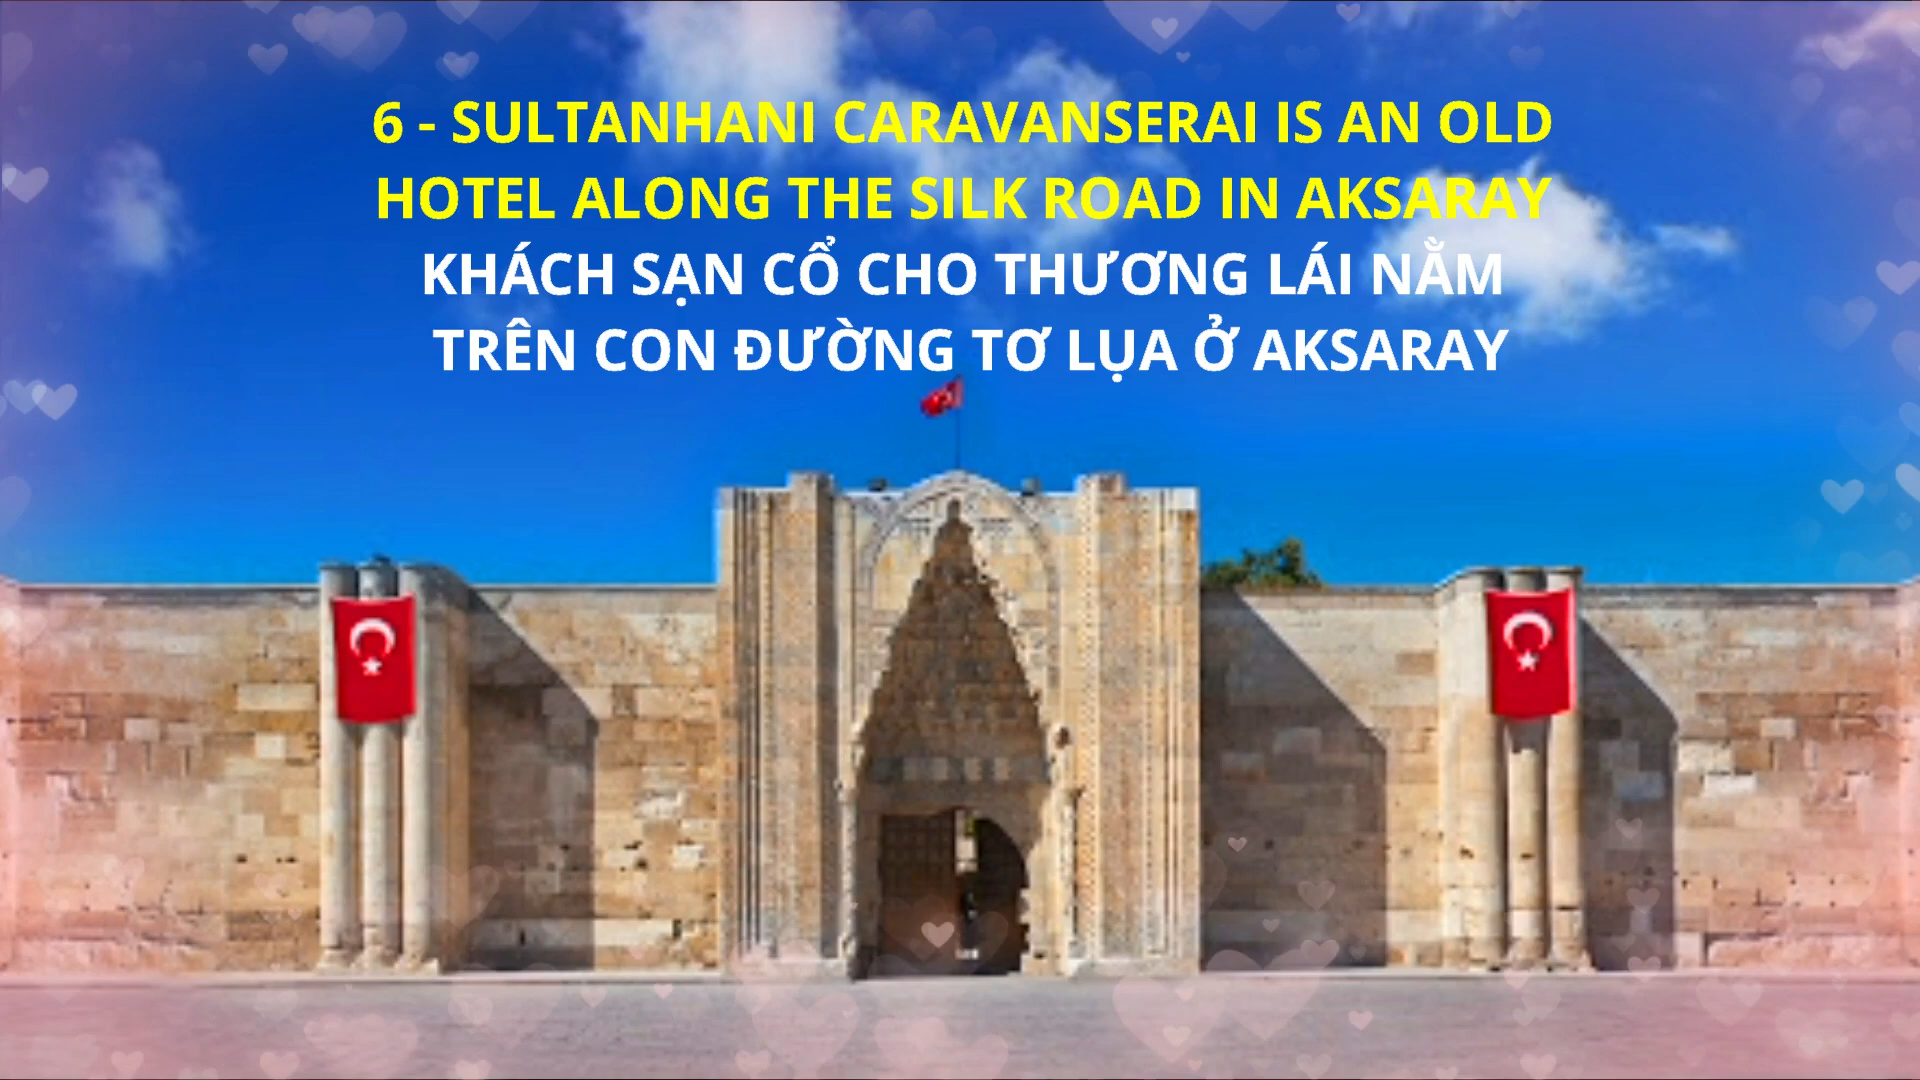 6 - SULTANHANI CARAVANSERAI IS AN OLD
HOTEL ALONG THE SILK ROAD IN AKSARAY
KHÁCH SẠN CỔ CHO THƯƠNG LÁI NẰM
TRÊN CON ĐƯỜNG TƠ LỤA Ở AKSARAY